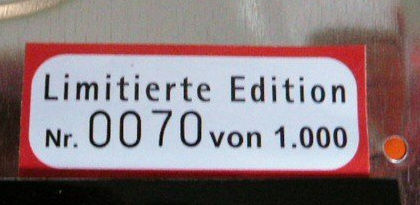 Limitierte Edition
Nr. 0070 von 1.000